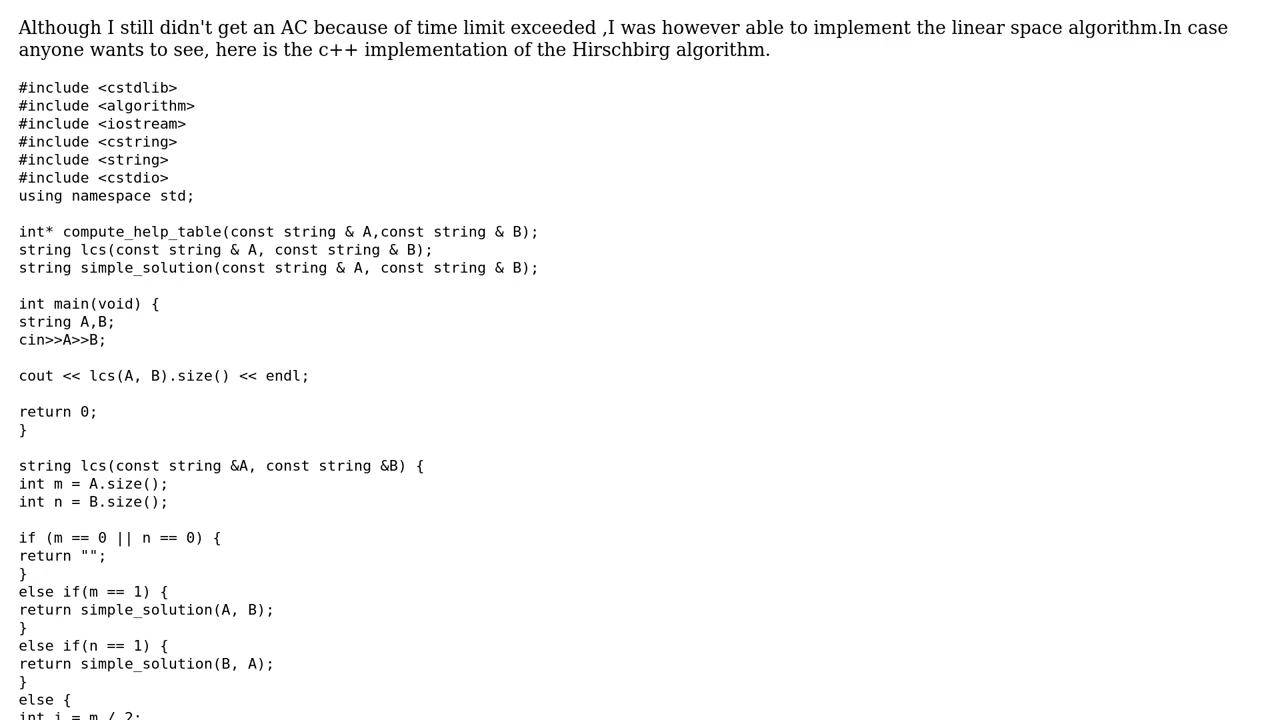 Although I still didn't get an AC because of time limit exceeded ,I was however able to implement the linear space algorithm.In case
anyone wants to see, here is the c++ implementation of the Hirschbirg algorithm.
#include <cstdlib>
#include <algorithm>
#include <iostream>
#include <cstring>
#include <string>
#include <cstdio>
using namespace std;
int* compute_help_table(const string & A,const string & B);
string lcs(const string & A, const string & B);
string simple_solution(const string & A, const string & B);
int main(void) {
string A,B;
cin>>A>>B;
cout << lcs(A, B).size() << endl;
return 0;
}
string lcs(const string &A, const string &B) {
int m = A.size();
int n = B.size();
if (m == 0 || n == 0) {
return "";
}
else if(m == 1) {
return simple_solution(A, B);
}
else if(n == 1) {
return simple_solution(B, A);
}
else {
int i = m / 2;